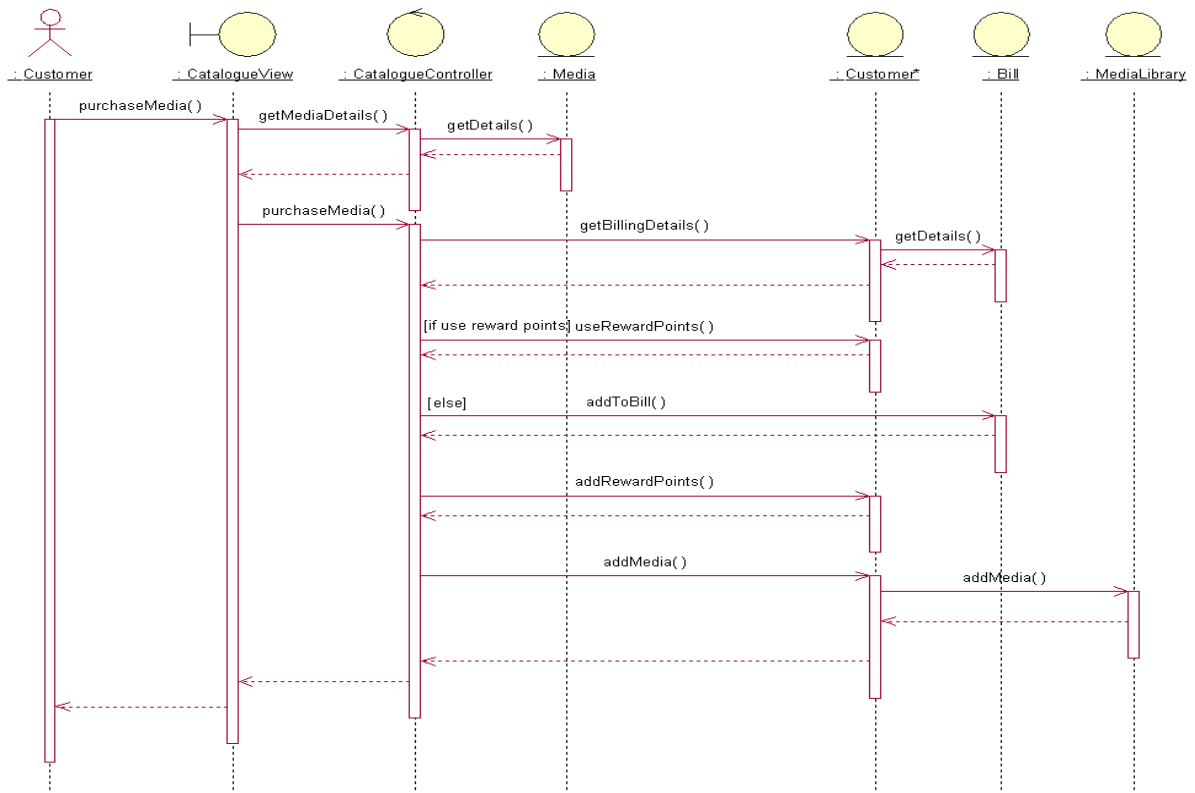 : Customer
: CatalogueView
: CatalogueController
: Media
: Customer*
: Bill
: MediaLibrary
purchaseMedia( )
getMediaDetails( )
getDetails( )
purchaseMedia( )
getBillingDetails( )
getDetails( )
[if use reward points] useRewardPoints( )
[else] addToBill( )
addRewardPoints( )
addMedia( )
addMedia( )